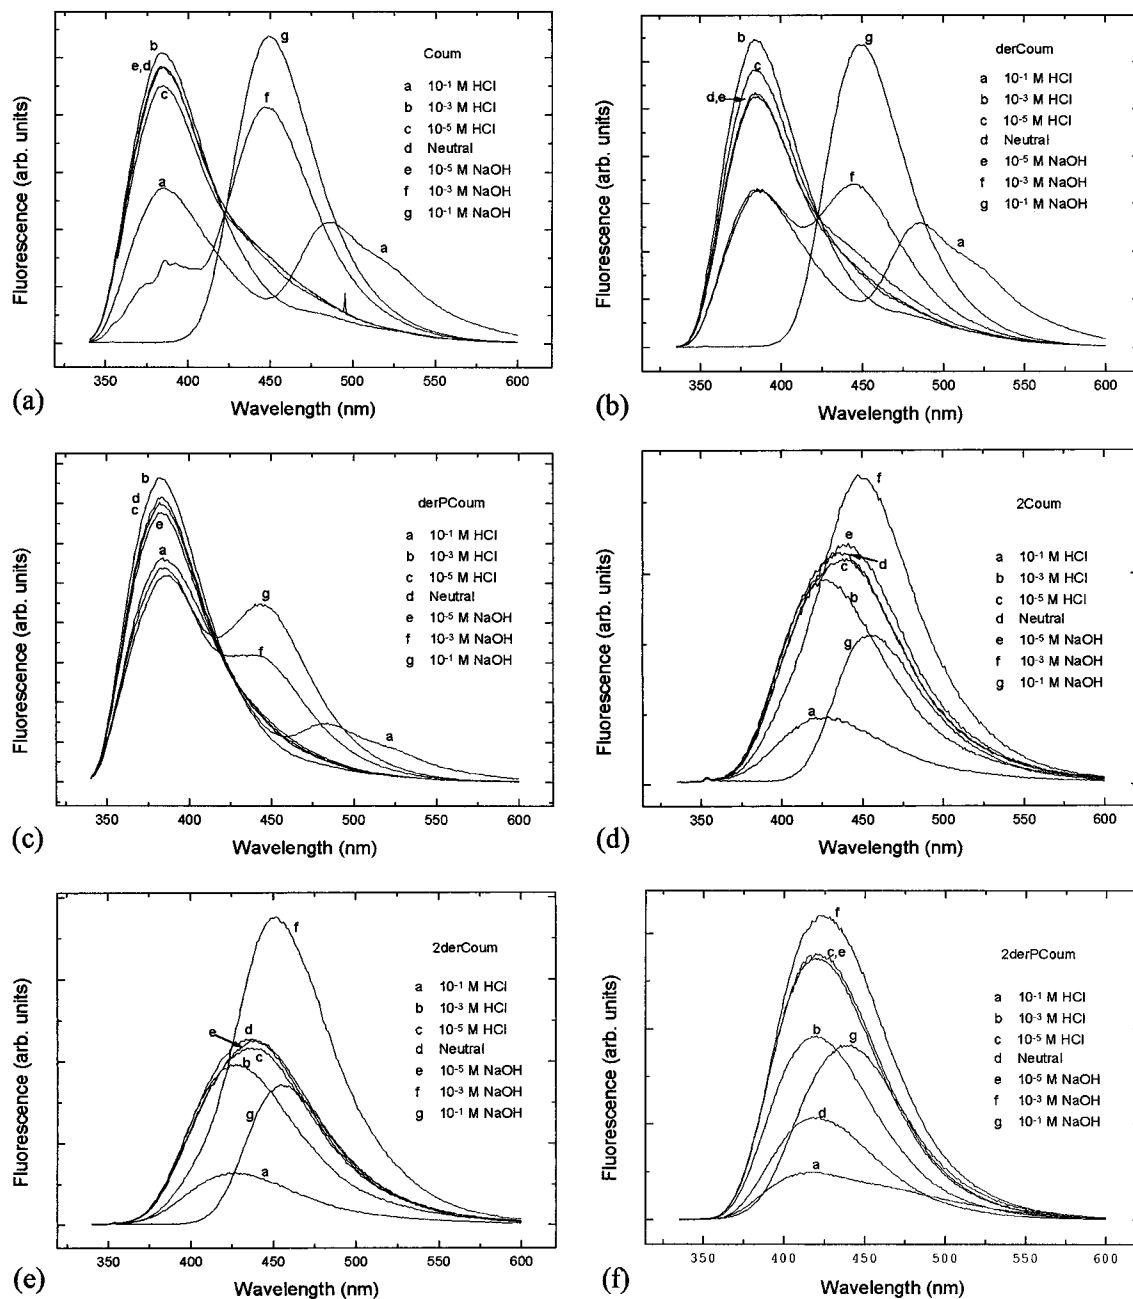 Coum
a 10-1 M HCl
b 10-3 M HCl
c 10-5 M HCl
d Neutral
e 10-5 M NaOH
f 10-3 M NaOH
g 10-1 M NaOH
b
e,d
c
a
g
f
a
Fluorescence (arb. units)
350 400 450 500 550 600
Wavelength (nm)
(a)
derCoum
a 10-1 M HCl
b 10-3 M HCl
c 10-5 M HCl
d Neutral
e 10-5 M NaOH
f 10-3 M NaOH
g 10-1 M NaOH
b
c
d,e
g
f
a
Fluorescence (arb. units)
350 400 450 500 550 600
Wavelength (nm)
(b)
derPCoum
a 10-1 M HCl
b 10-3 M HCl
c 10-5 M HCl
d Neutral
e 10-5 M NaOH
f 10-3 M NaOH
g 10-1 M NaOH
b
d
c
e
a
g
f
a
Fluorescence (arb. units)
350 400 450 500 550 600
Wavelength (nm)
(c)
2Coum
a 10-1 M HCl
b 10-3 M HCl
c 10-5 M HCl
d Neutral
e 10-5 M NaOH
f 10-3 M NaOH
g 10-1 M NaOH
f
e
d
c
b
g
a
Fluorescence (arb. units)
350 400 450 500 550 600
Wavelength (nm)
(d)
2derCoum
a 10-1 M HCl
b 10-3 M HCl
c 10-5 M HCl
d Neutral
e 10-5 M NaOH
f 10-3 M NaOH
g 10-1 M NaOH
f
e
d
b
c
g
a
Fluorescence (arb. units)
350 400 450 500 550 600
Wavelength (nm)
(e)
2derPCoum
a 10-1 M HCl
b 10-3 M HCl
c 10-5 M HCl
d Neutral
e 10-5 M NaOH
f 10-3 M NaOH
g 10-1 M NaOH
f
c,e
b
g
d
a
Fluorescence (arb. units)
350 400 450 500 550 600
Wavelength (nm)
(f)